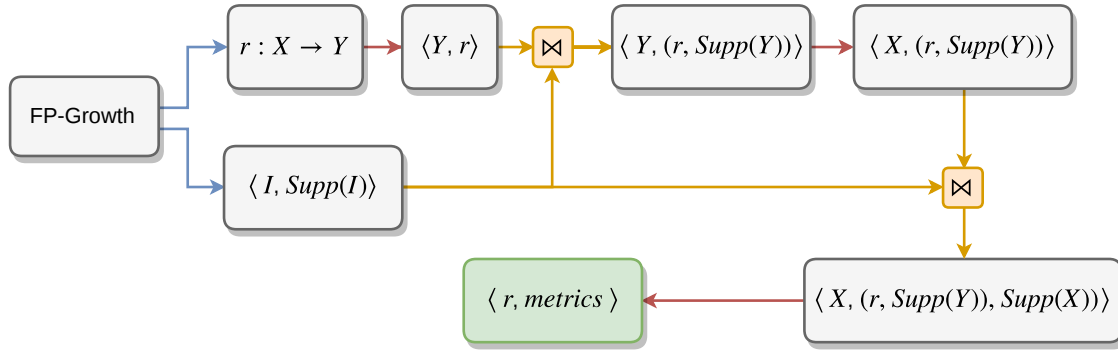 r : X → Y
⟨Y, r⟩
⋈
⟨ Y, (r, Supp(Y))⟩
⟨ X, (r, Supp(Y))⟩
FP-Growth
⟨ I, Supp(I)⟩
⋈
⟨ r, metrics ⟩
⟨ X, (r, Supp(Y)), Supp(X))⟩